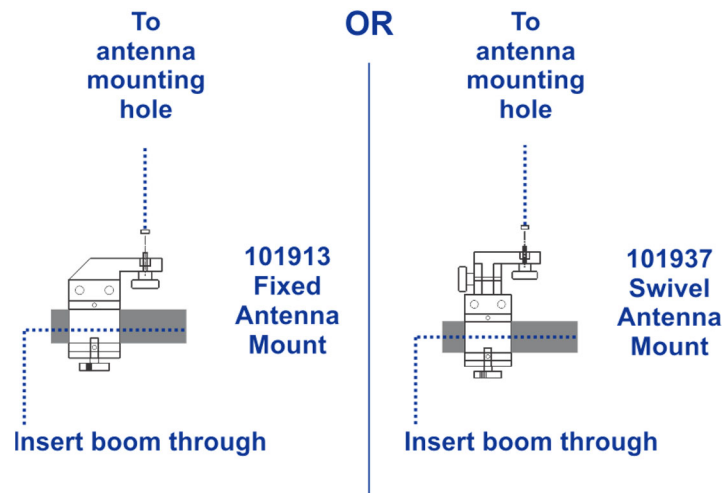 To
antenna
mounting
hole
101913
Fixed
Antenna
Mount
Insert boom through
OR
To
antenna
mounting
hole
101937
Swivel
Antenna
Mount
Insert boom through